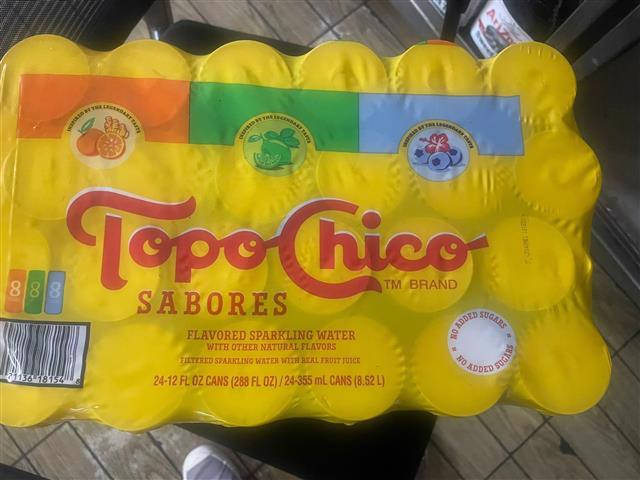 INSPIRED BY THE LEGENDARY TASTE
INSPIRED BY THE LEGENDARY TASTE
INSPIRED BY THE LEGENDARY TASTE
Topo Chico
TM BRAND
SABORES
8 8 8
FLAVORED SPARKLING WATER
WITH OTHER NATURAL FLAVORS
FILTERED SPARKLING WATER WITH REAL FRUIT JUICE
24-12 FL OZ CANS (288 FL OZ) / 24-355 mL CANS (8.52 L)
NO ADDED SUGARS
NO ADDED SUGARS
18154